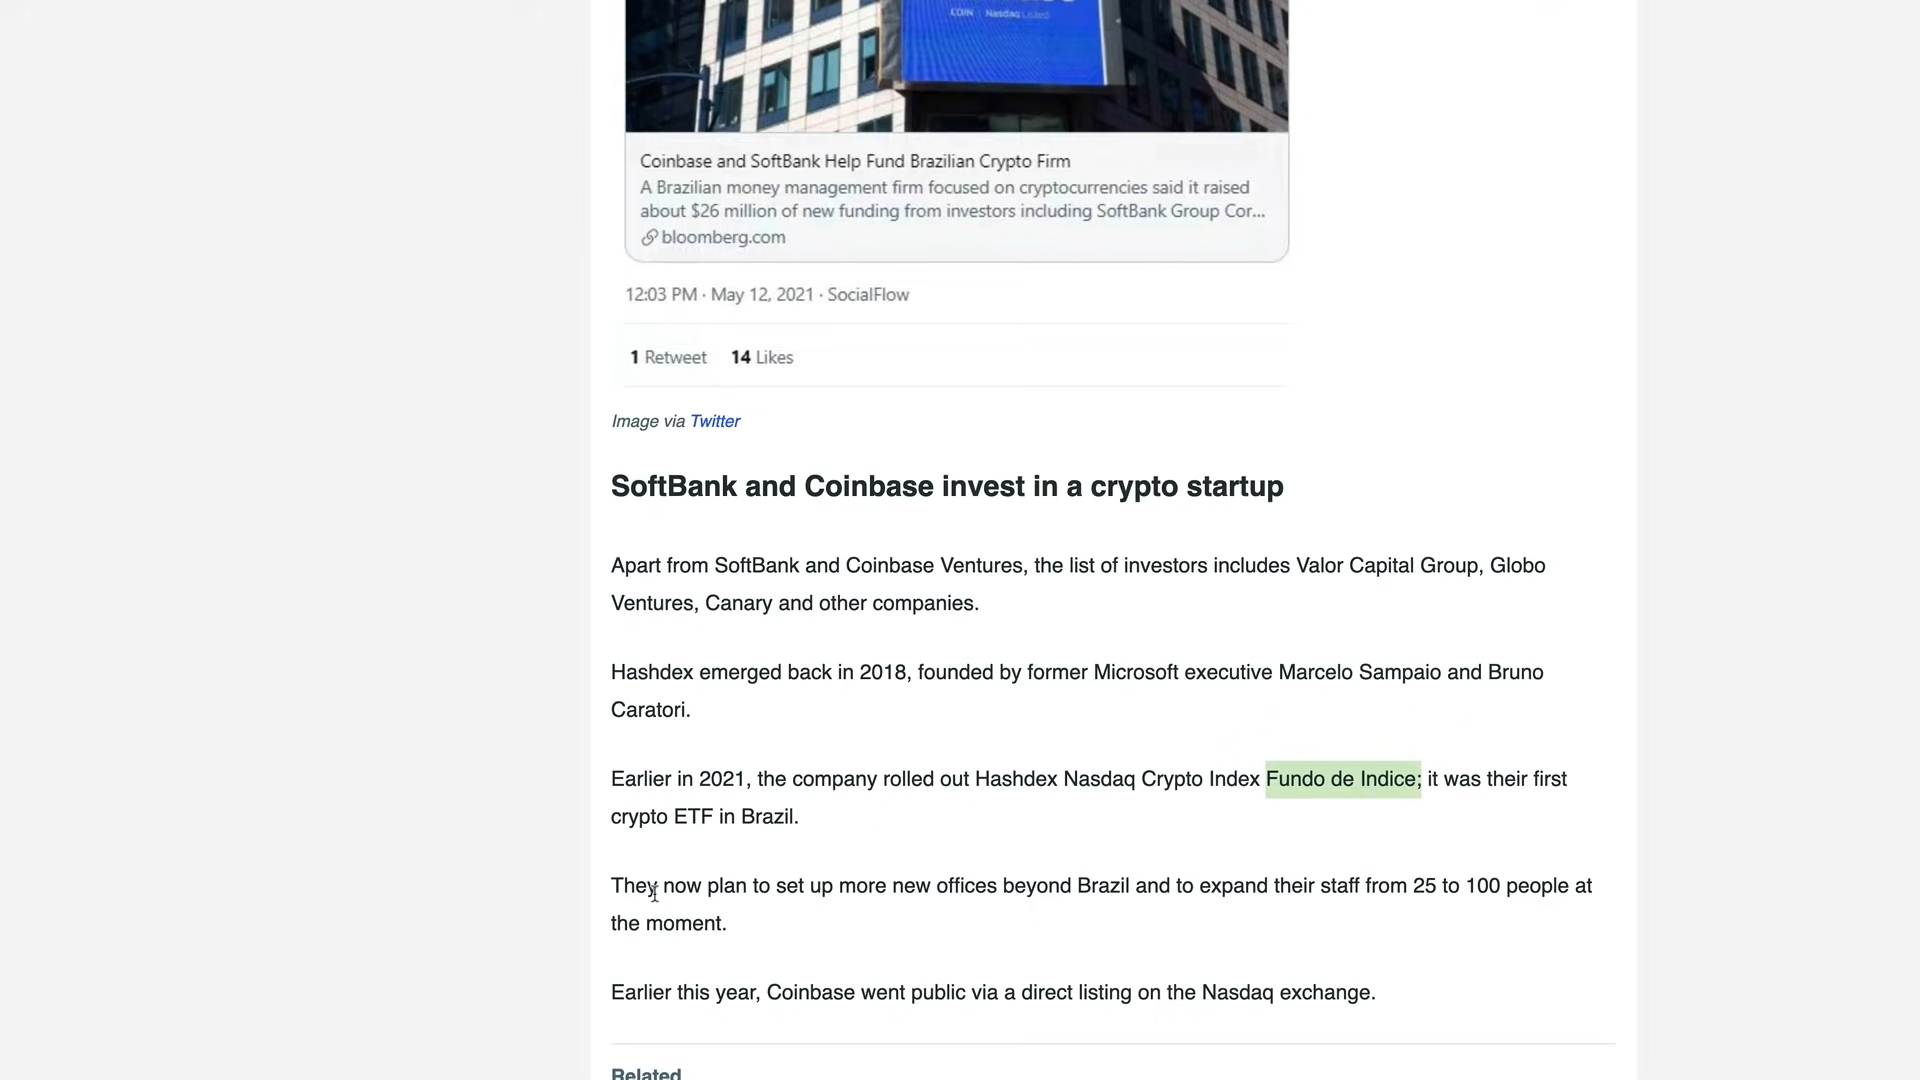 COIN | Nasdaq Listed
Coinbase and SoftBank Help Fund Brazilian Crypto Firm
A Brazilian money management firm focused on cryptocurrencies said it raised
about $26 million of new funding from investors including SoftBank Group Cor...
bloomberg.com
12:03 PM · May 12, 2021 · SocialFlow
1 Retweet 14 Likes
Image via Twitter
SoftBank and Coinbase invest in a crypto startup
Apart from SoftBank and Coinbase Ventures, the list of investors includes Valor Capital Group, Globo
Ventures, Canary and other companies.
Hashdex emerged back in 2018, founded by former Microsoft executive Marcelo Sampaio and Bruno
Caratori.
Earlier in 2021, the company rolled out Hashdex Nasdaq Crypto Index Fundo de Indice; it was their first
crypto ETF in Brazil.
They now plan to set up more new offices beyond Brazil and to expand their staff from 25 to 100 people at
the moment.
Earlier this year, Coinbase went public via a direct listing on the Nasdaq exchange.
Related